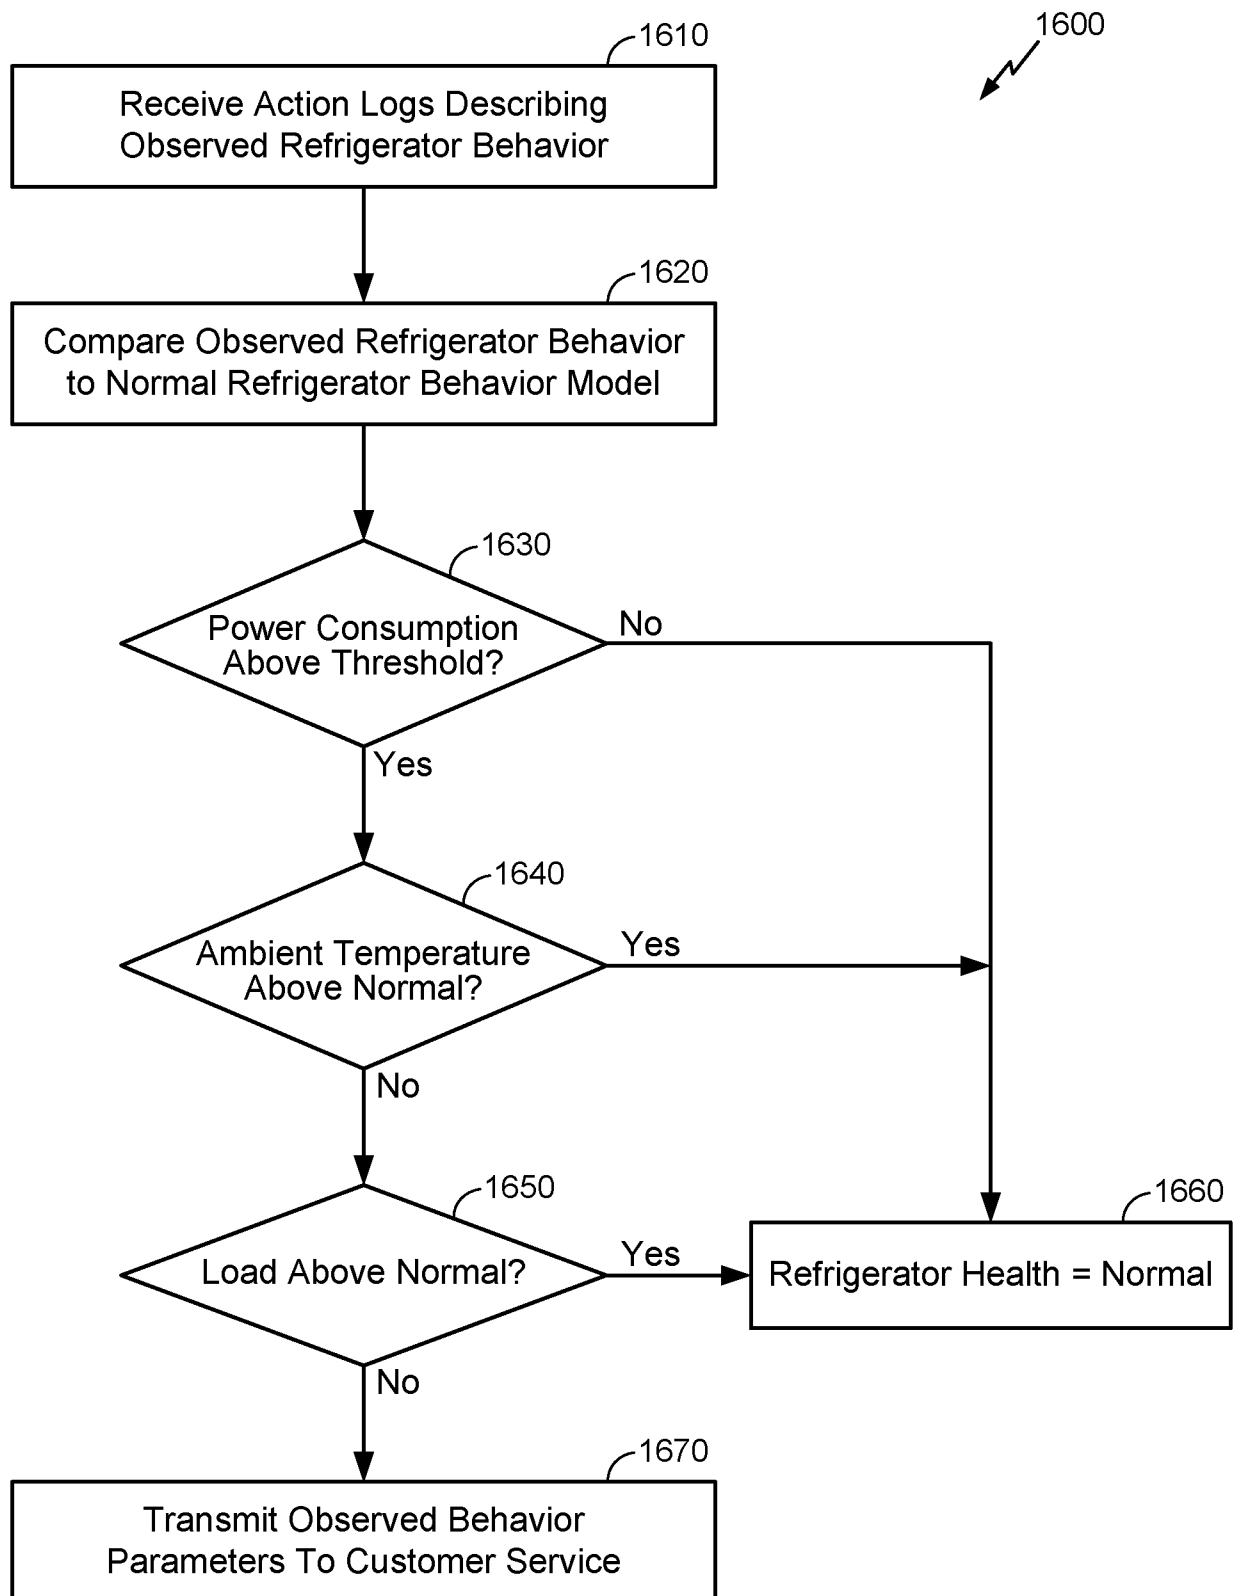 1600
1610
Receive Action Logs Describing
Observed Refrigerator Behavior
1620
Compare Observed Refrigerator Behavior
to Normal Refrigerator Behavior Model
1630
Power Consumption
Above Threshold?
No
Yes
1640
Ambient Temperature
Above Normal?
Yes
No
1650
Load Above Normal?
Yes
1660
Refrigerator Health = Normal
No
1670
Transmit Observed Behavior
Parameters To Customer Service